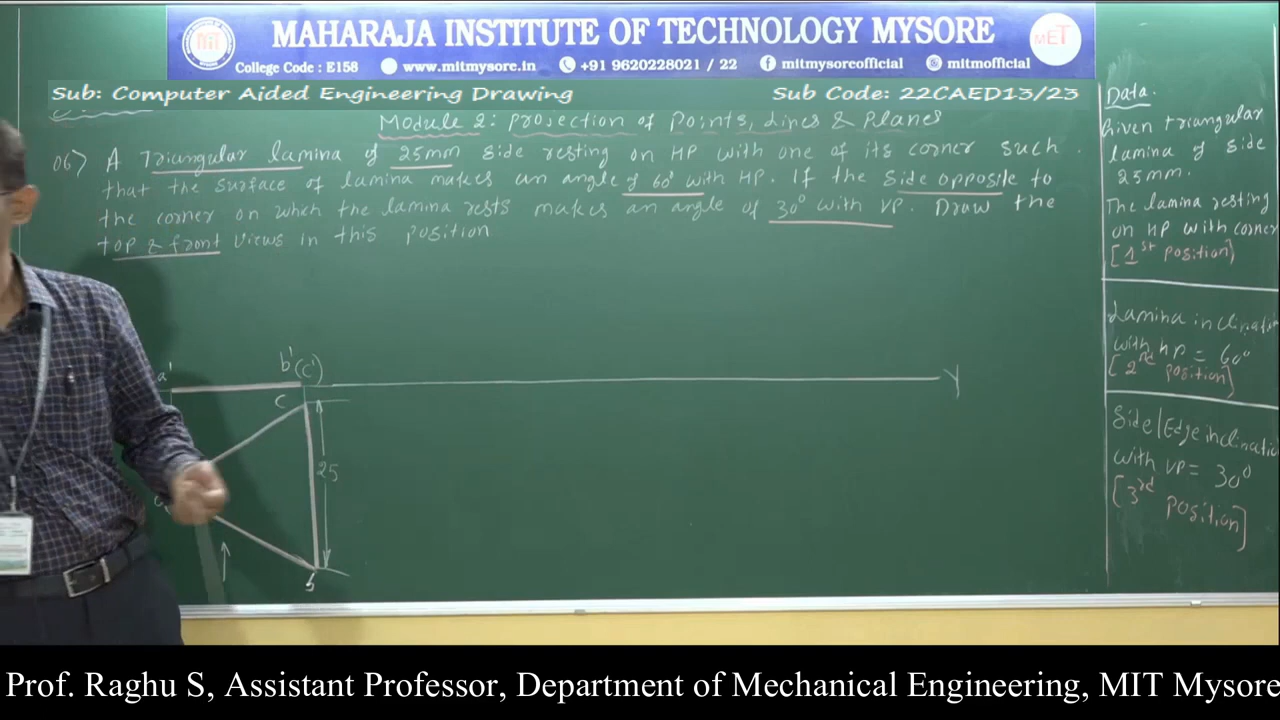 MAHARAJA INSTITUTE OF TECHNOLOGY MYSORE
College Code : E158 www.mitmysore.in +91 9620228021 / 22 mitmysoreofficial mitmofficial
MiT
MET
Sub: Computer Aided Engineering Drawing
Sub Code: 22CAED13/23
Module 2: Projection of Points, Lines & Planes
06) A Triangular lamina of 25mm side resting on HP with one of its corner such
that the surface of lamina makes an angle of 60° with HP. If the side opposite to
the corner on which the lamina rests makes an angle of 30° with VP. Draw the
top & front views in this position
Data.
Given triangular
lamina of side
25mm.
The lamina resting
on HP with corner
[1st position)
Lamina inclination
with HP = 60°
[2nd position]
Side/Edge inclination
with VP = 30°
[3rd position]
a' b'(c')
Y
c
25
b
Prof. Raghu S, Assistant Professor, Department of Mechanical Engineering, MIT Mysore